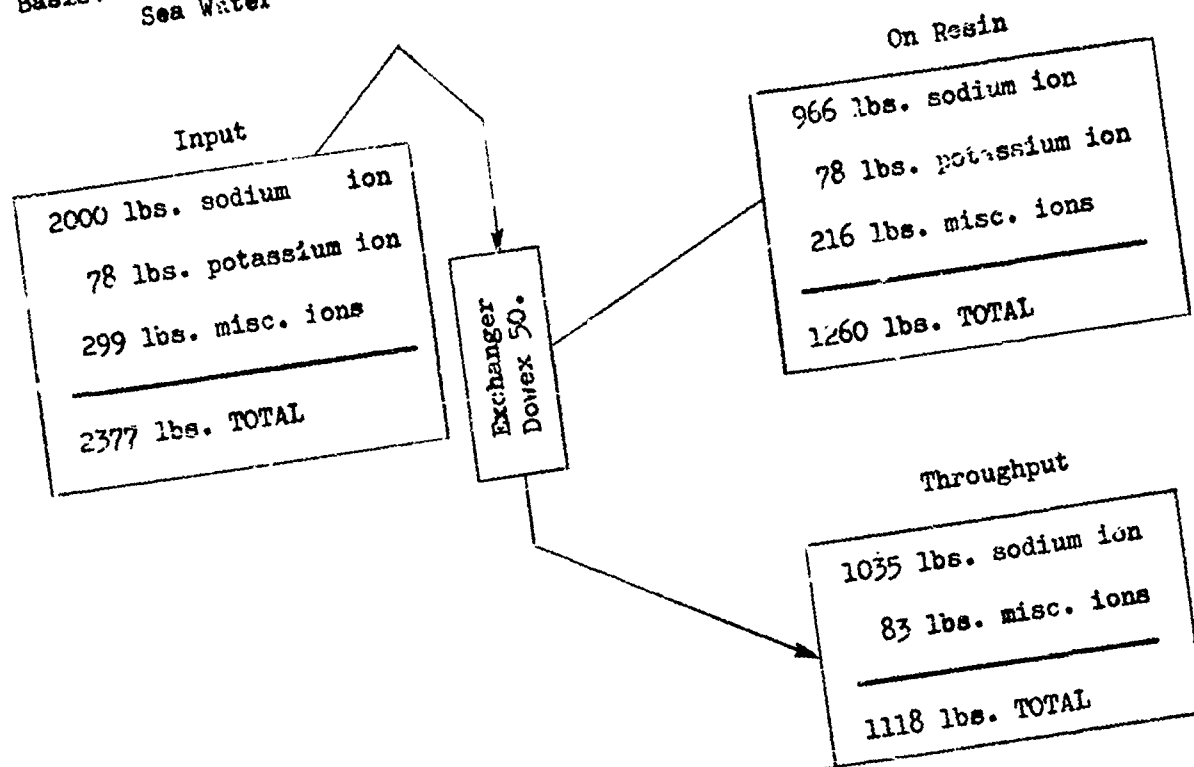 Basis:
Sea Water
Input
2000 lbs. sodium ion
78 lbs. potassium ion
299 lbs. misc. ions
2377 lbs. TOTAL
Exchanger
Dowex 50.
On Resin
966 lbs. sodium ion
78 lbs. potassium ion
216 lbs. misc. ions
1260 lbs. TOTAL
Throughput
1035 lbs. sodium ion
83 lbs. misc. ions
1118 lbs. TOTAL